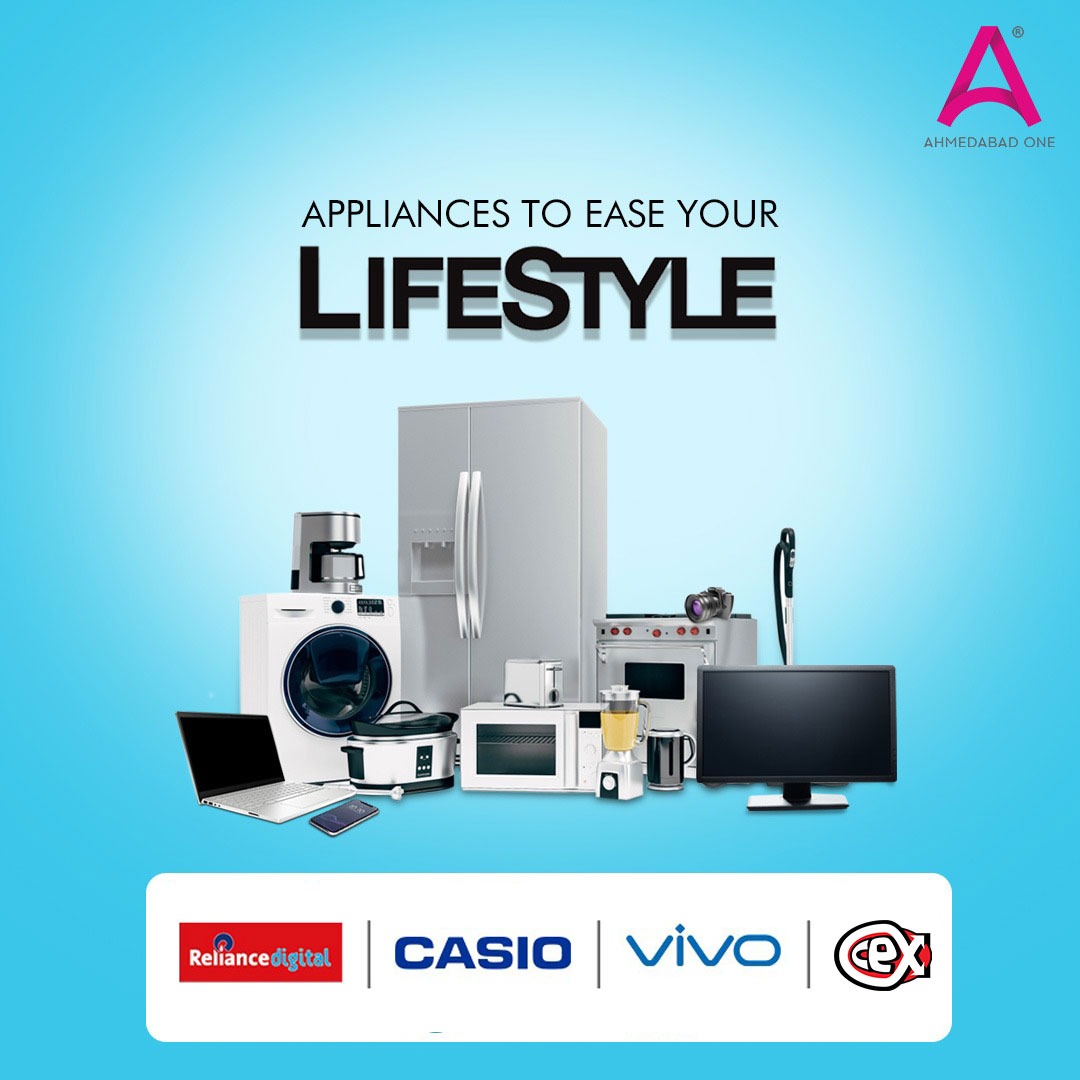 A®
AHMEDABAD ONE
APPLIANCES TO EASE YOUR
LIFESTYLE
Reliance digital | CASIO | vivo | cex